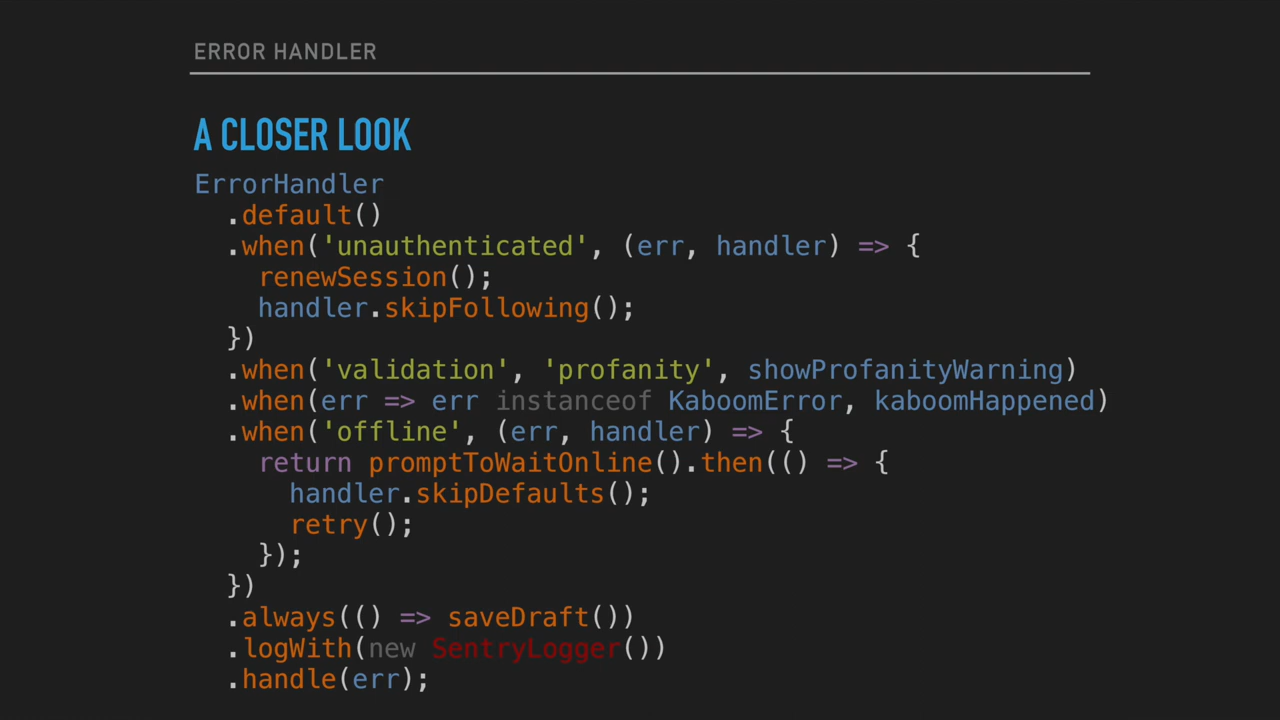 ERROR HANDLER
A CLOSER LOOK
ErrorHandler
  .default()
  .when('unauthenticated', (err, handler) => {
    renewSession();
    handler.skipFollowing();
  })
  .when('validation', 'profanity', showProfanityWarning)
  .when(err => err instanceof KaboomError, kaboomHappened)
  .when('offline', (err, handler) => {
    return promptToWaitOnline().then(() => {
      handler.skipDefaults();
      retry();
    });
  })
  .always(() => saveDraft())
  .logWith(new SentryLogger())
  .handle(err);